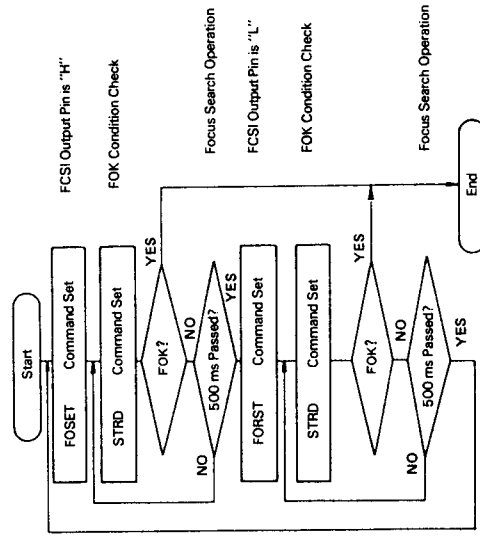 Start
FOSET Command Set FCSI Output Pin is "H"
STRD Command Set FOK Condition Check
FOK? YES
NO
500 ms Passed? Focus Search Operation
NO YES
FORST Command Set FCSI Output Pin is "L"
STRD Command Set FOK Condition Check
FOK? YES
NO
500 ms Passed? Focus Search Operation
NO YES
End